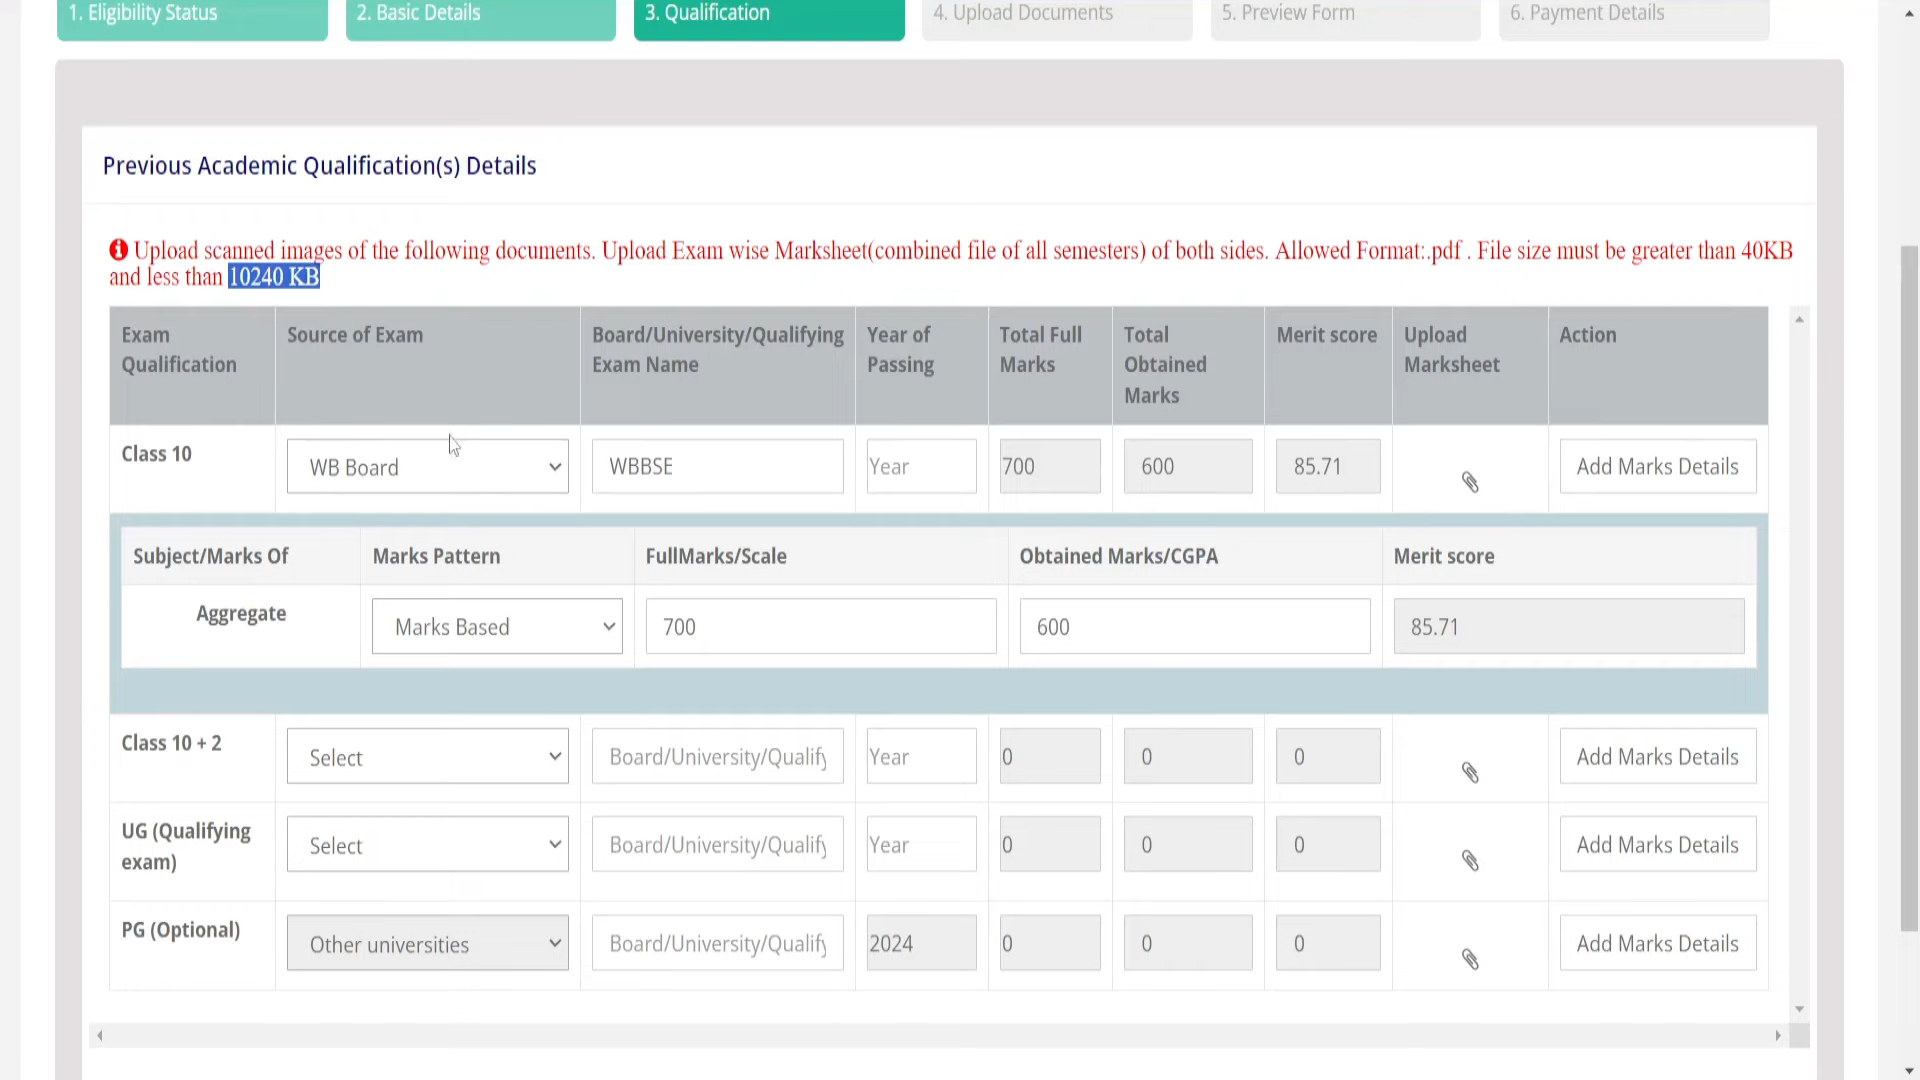 1. Eligibility Status
2. Basic Details
3. Qualification
4. Upload Documents
5. Preview Form
6. Payment Details
Previous Academic Qualification(s) Details
Upload scanned images of the following documents. Upload Exam wise Marksheet(combined file of all semesters) of both sides. Allowed Format:.pdf . File size must be greater than 40KB
and less than 10240 KB
Exam Qualification
Source of Exam
Board/University/Qualifying Exam Name
Year of Passing
Total Full Marks
Total Obtained Marks
Merit score
Upload Marksheet
Action
Class 10
WB Board
WBBSE
Year
700
600
85.71
Add Marks Details
Subject/Marks Of
Marks Pattern
FullMarks/Scale
Obtained Marks/CGPA
Merit score
Aggregate
Marks Based
700
600
85.71
Class 10 + 2
Select
Board/University/Qualify
Year
0
0
0
Add Marks Details
UG (Qualifying exam)
Select
Board/University/Qualify
Year
0
0
0
Add Marks Details
PG (Optional)
Other universities
Board/University/Qualify
2024
0
0
0
Add Marks Details